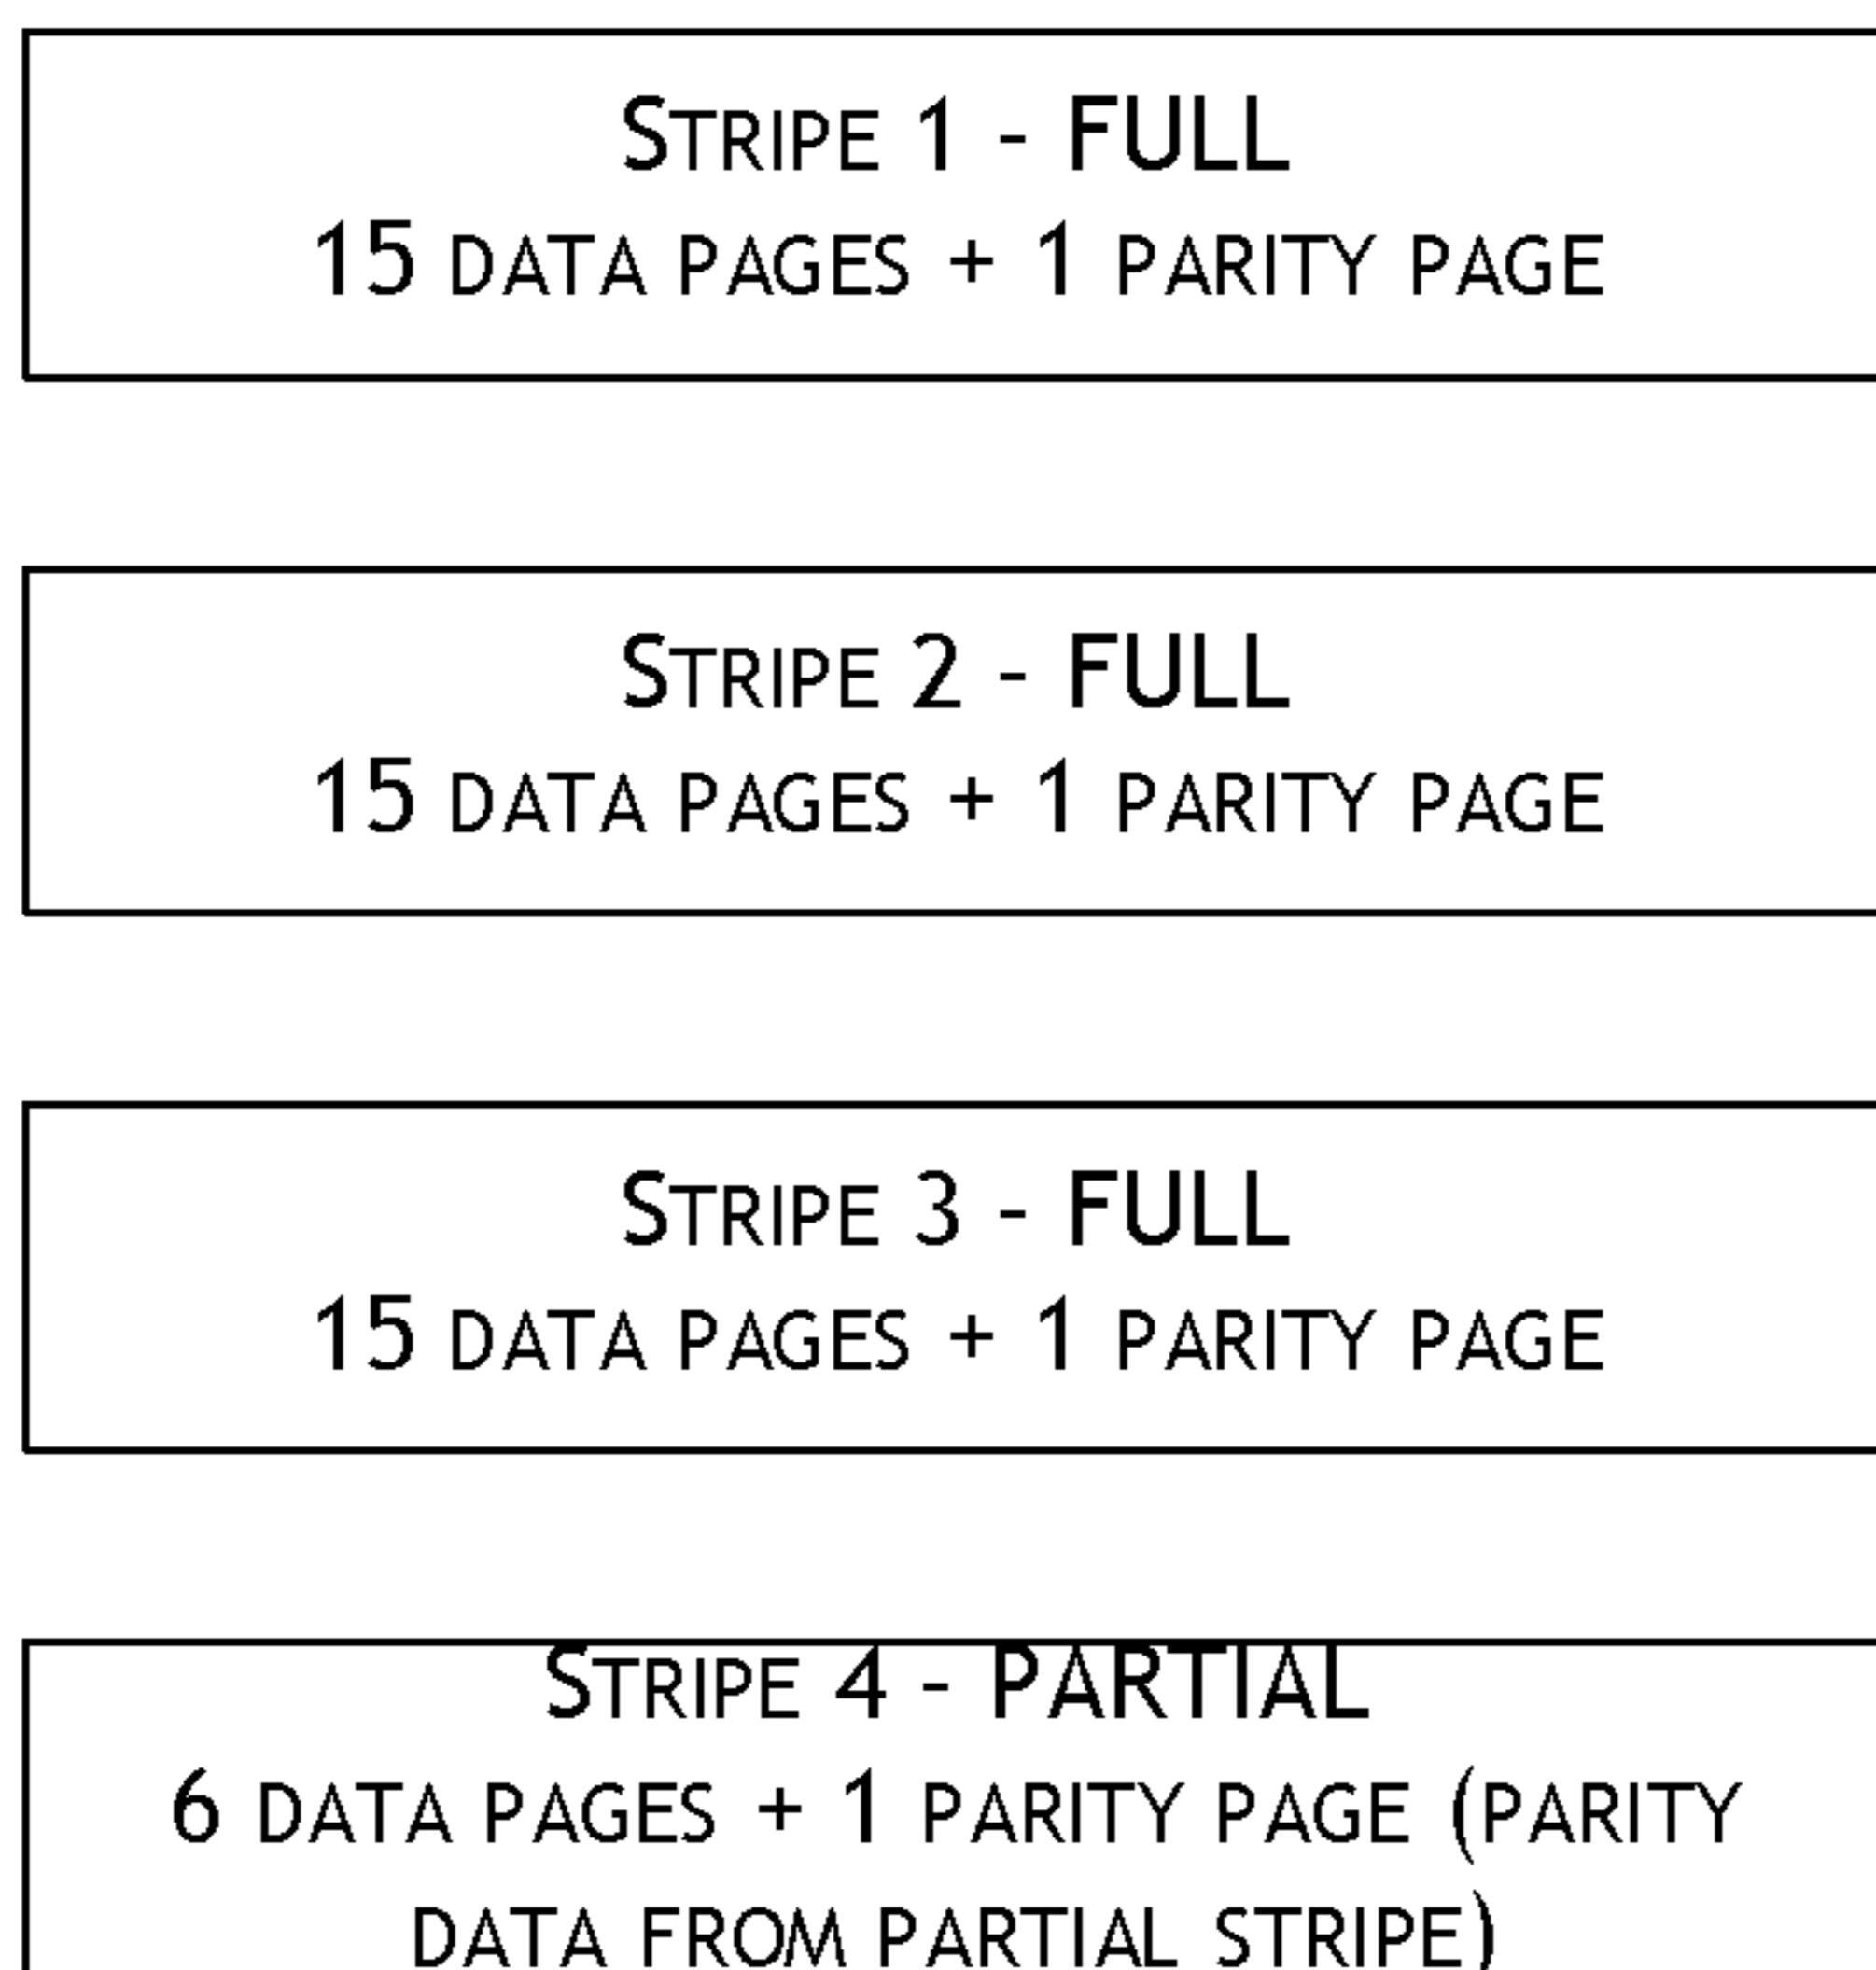 Stripe 1 - FULL
15 data pages + 1 parity page
Stripe 2 - FULL
15 data pages + 1 parity page
Stripe 3 - FULL
15 data pages + 1 parity page
Stripe 4 - PARTIAL
6 data pages + 1 parity page (parity
data from partial stripe)